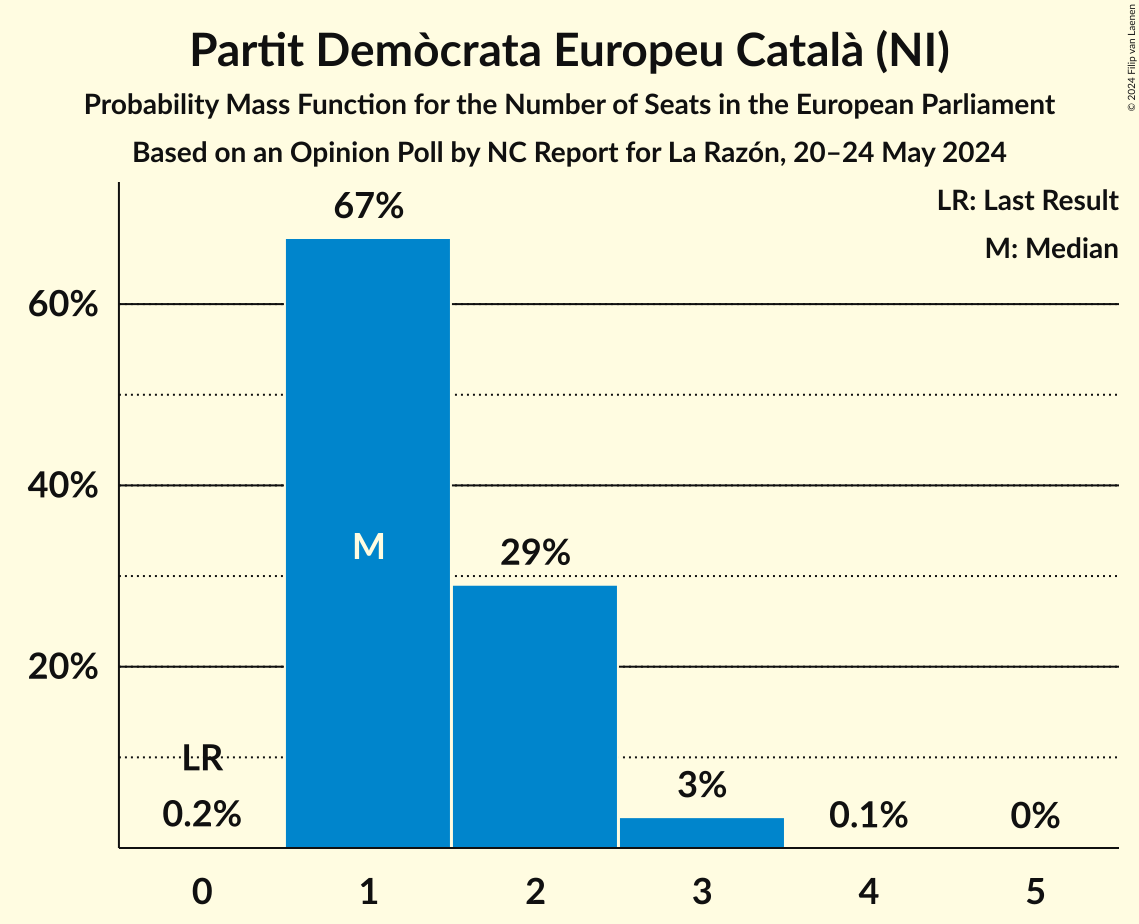 Partit Demòcrata Europeu Català (NI)
Probability Mass Function for the Number of Seats in the European Parliament
Based on an Opinion Poll by NC Report for La Razón, 20–24 May 2024
© 2024 Filip van Laenen
LR: Last Result
M: Median
67%
60%
40%
M
29%
20%
LR
0.2%
3%
0.1%
0%
0 1 2 3 4 5